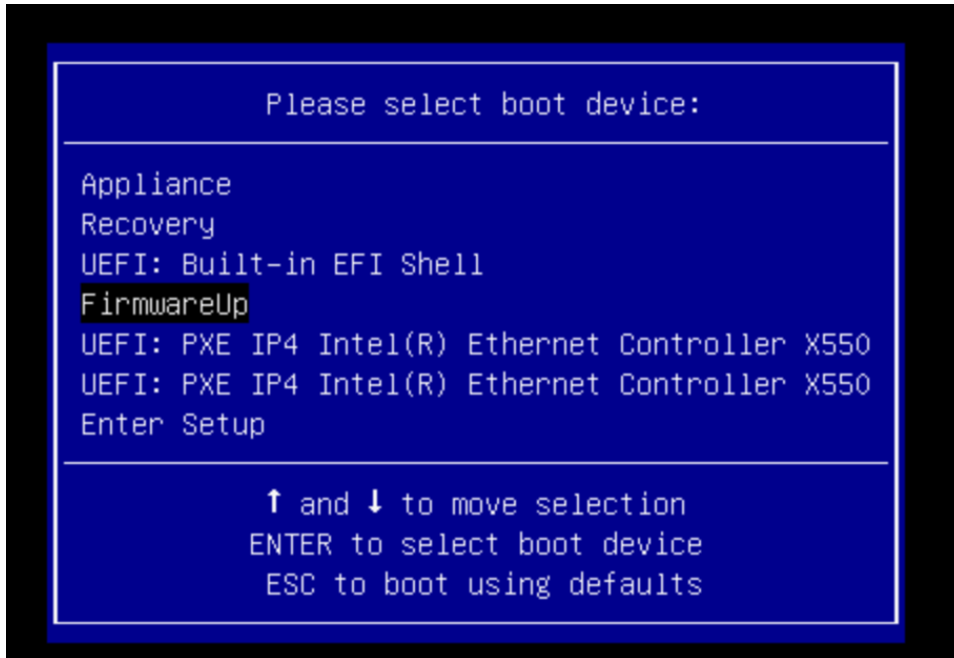 Please select boot device:
Appliance
Recovery
UEFI: Built-in EFI Shell
FirmwareUp
UEFI: PXE IP4 Intel(R) Ethernet Controller X550
UEFI: PXE IP4 Intel(R) Ethernet Controller X550
Enter Setup
↑ and ↓ to move selection
ENTER to select boot device
ESC to boot using defaults